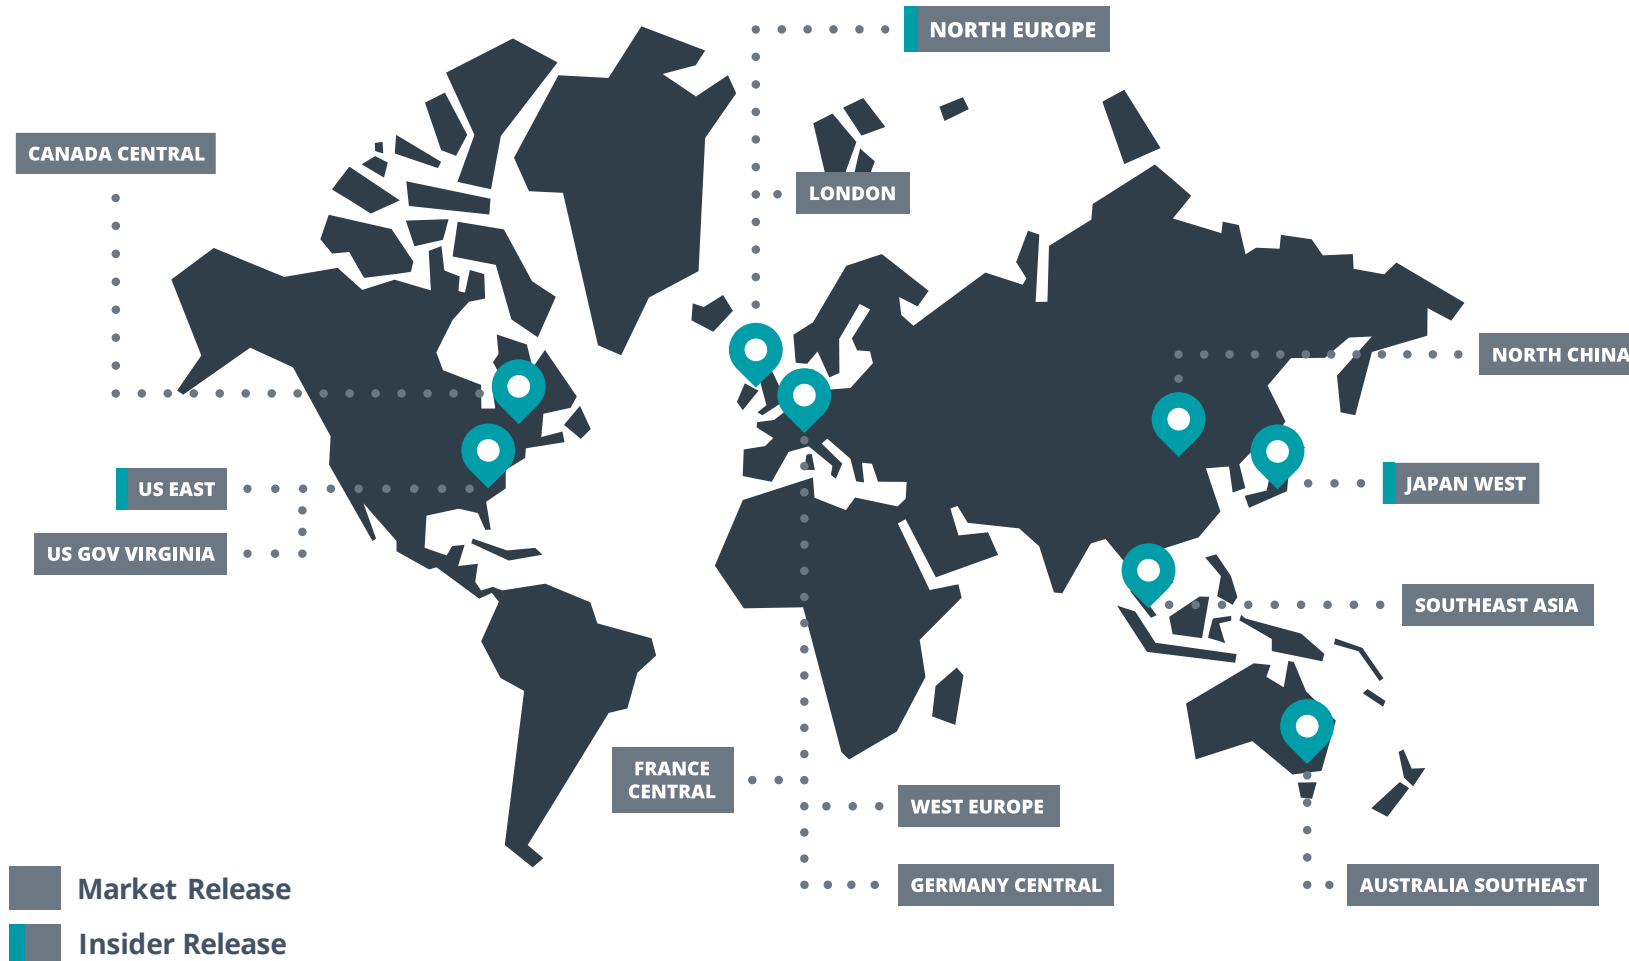 NORTH EUROPE
CANADA CENTRAL
LONDON
NORTH CHINA
US EAST
JAPAN WEST
US GOV VIRGINIA
SOUTHEAST ASIA
FRANCE
CENTRAL
WEST EUROPE
GERMANY CENTRAL
AUSTRALIA SOUTHEAST
Market Release
Insider Release